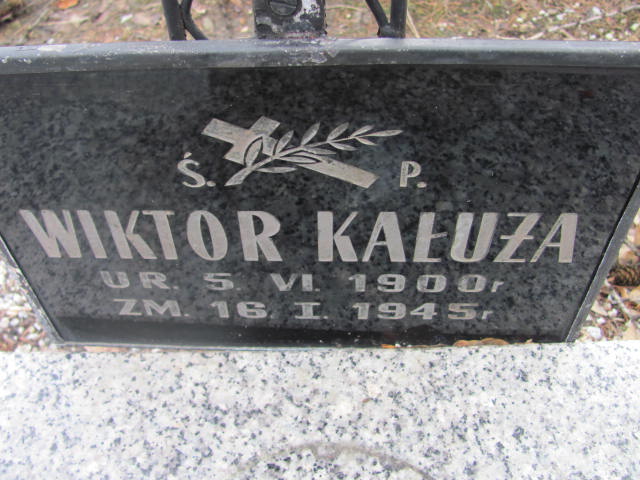 Ś. P.
WIKTOR KAŁUŻA
UR. 5. VI. 1900r
ZM. 16. I. 1945r